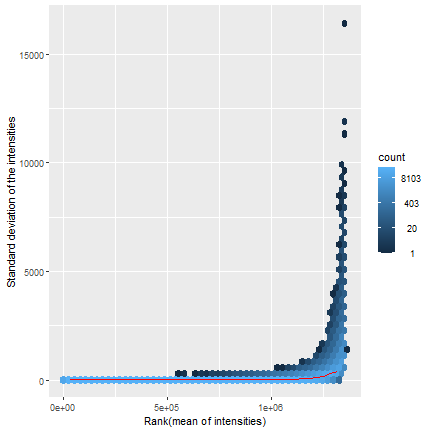 15000
10000
5000
0
Standard deviation of the intensities
0e+00
5e+05
1e+06
Rank(mean of intensities)
count
8103
403
20
1